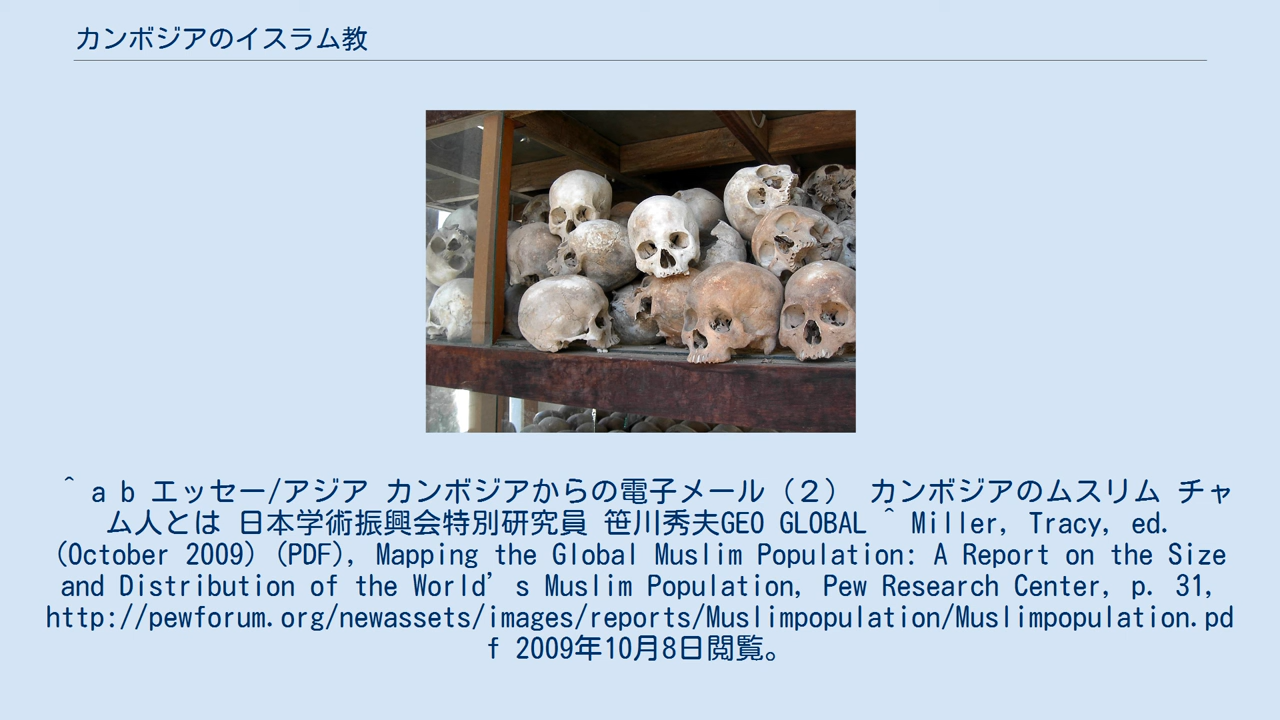 カンボジアのイスラム教
^ a b エッセー/アジア カンボジアからの電子メール（２） カンボジアのムスリム チャ
ム人とは 日本学術振興会特別研究員 笹川秀夫GEO GLOBAL ^ Miller, Tracy, ed.
(October 2009) (PDF), Mapping the Global Muslim Population: A Report on the Size
and Distribution of the World’s Muslim Population, Pew Research Center, p. 31,
http://pewforum.org/newassets/images/reports/Muslimpopulation/Muslimpopulation.pd
f 2009年10月8日閲覧。